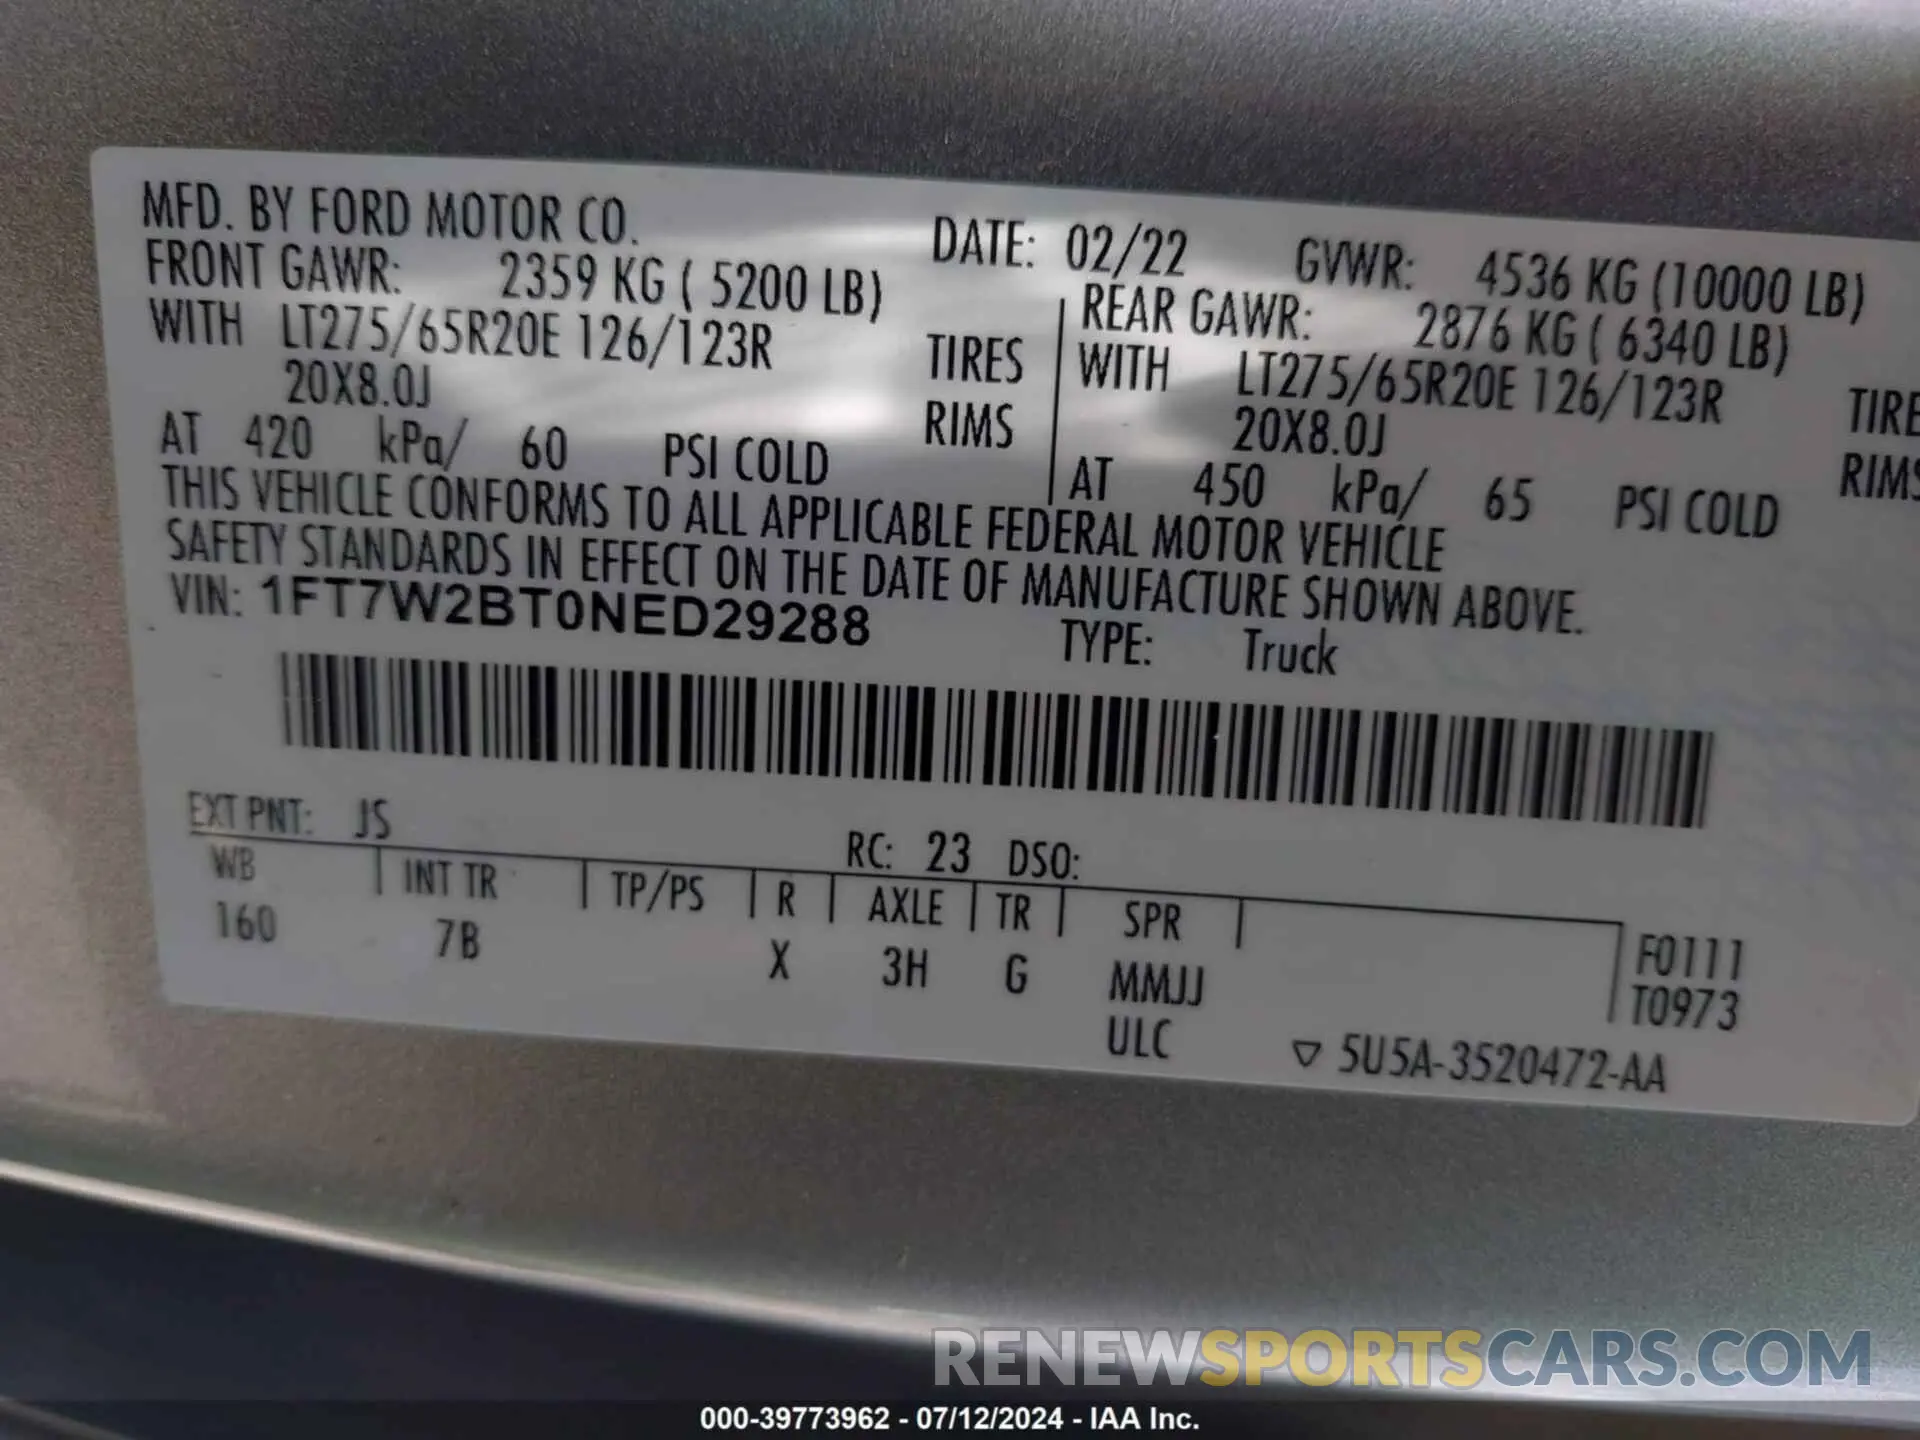 MFD. BY FORD MOTOR CO. DATE: 02/22 GVWR: 4536 KG (10000 LB)
FRONT GAWR: 2359 KG ( 5200 LB) REAR GAWR: 2876 KG ( 6340 LB)
WITH LT275/65R20E 126/123R TIRES WITH LT275/65R20E 126/123R TIRE
20X8.0J RIMS 20X8.0J RIMS
AT 420 kPa/ 60 PSI COLD AT 450 kPa/ 65 PSI COLD
THIS VEHICLE CONFORMS TO ALL APPLICABLE FEDERAL MOTOR VEHICLE
SAFETY STANDARDS IN EFFECT ON THE DATE OF MANUFACTURE SHOWN ABOVE.
VIN: 1FT7W2BT0NED29288 TYPE: Truck
EXT PNT: JS RC: 23 DSO:
WB INT TR TP/PS R AXLE TR SPR
160 7B X 3H G MMJJ
ULC
F0111
T0973
5U5A-3520472-AA
RENEWSPORTSCARS.COM
000-39773962 - 07/12/2024 - IAA Inc.